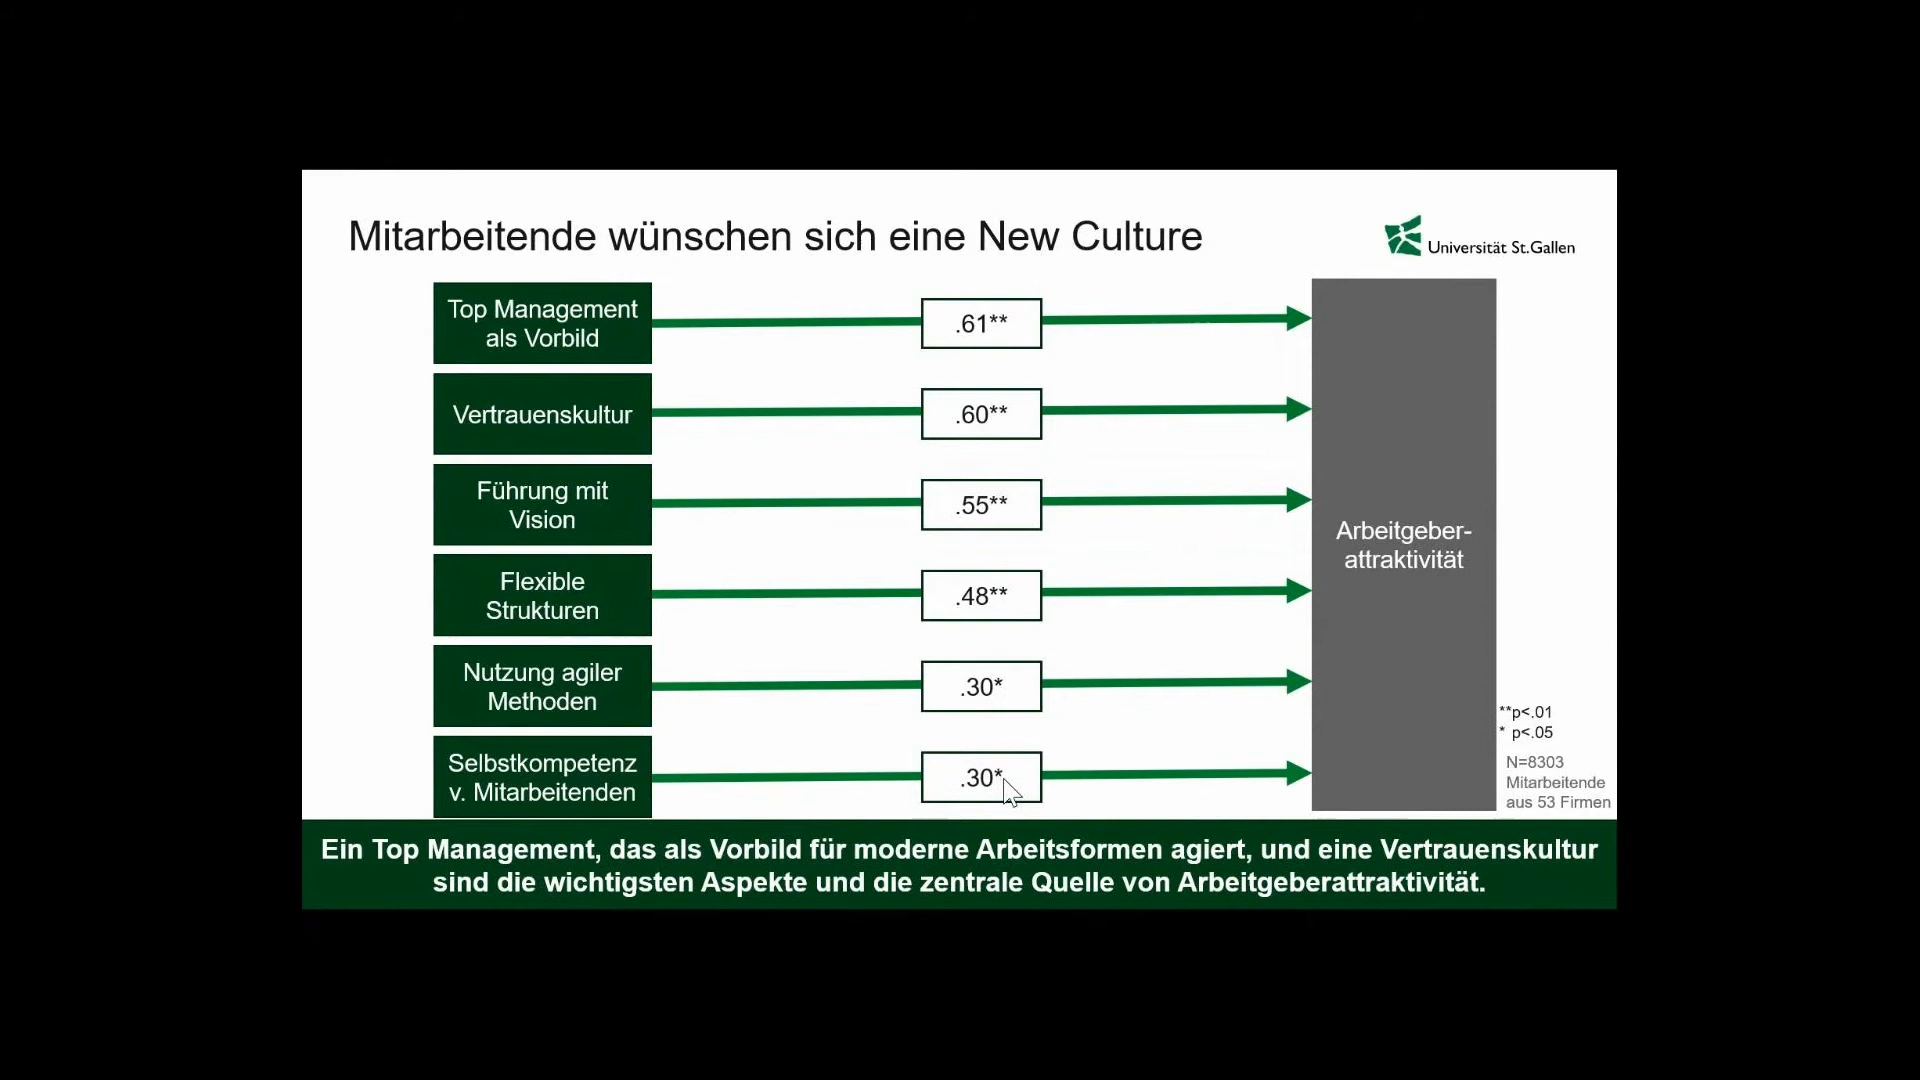 Mitarbeitende wünschen sich eine New Culture
Universität St.Gallen
Top Management
als Vorbild
.61**
Vertrauenskultur
.60**
Führung mit
Vision
.55**
Flexible
Strukturen
.48**
Nutzung agiler
Methoden
.30*
Selbstkompetenz
v. Mitarbeitenden
.30*
Arbeitgeber-
attraktivität
**p<.01
* p<.05
N=8303
Mitarbeitende
aus 53 Firmen
Ein Top Management, das als Vorbild für moderne Arbeitsformen agiert, und eine Vertrauenskultur
sind die wichtigsten Aspekte und die zentrale Quelle von Arbeitgeberattraktivität.